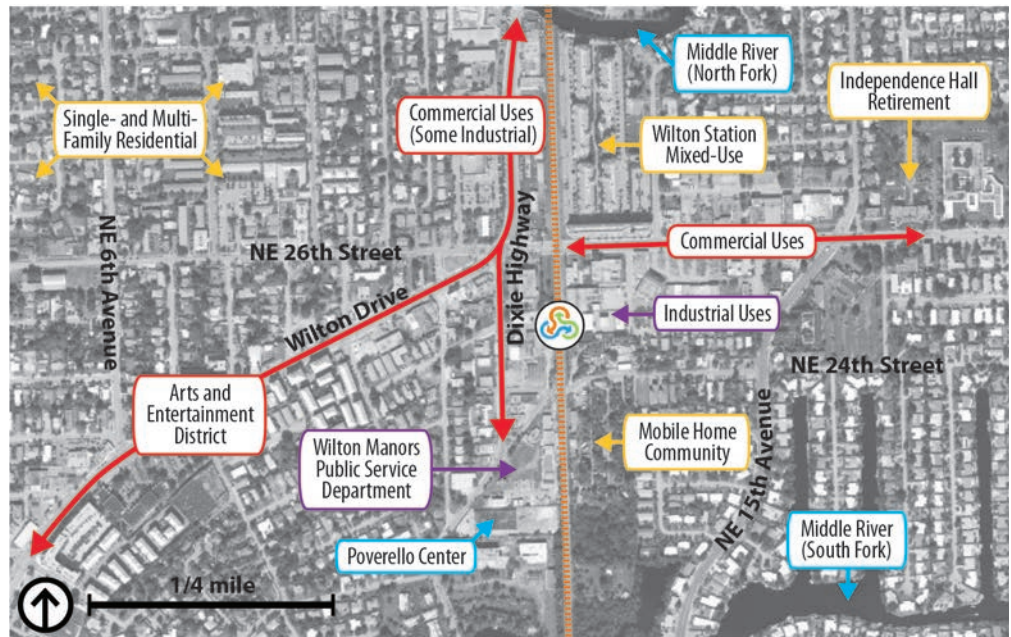 Middle River
(North Fork)
Single- and Multi-
Family Residential
Commercial Uses
(Some Industrial)
Wilton Station
Mixed-Use
Independence Hall
Retirement
NE 6th Avenue
NE 26th Street
Dixie Highway
Commercial Uses
Wilton Drive
Industrial Uses
NE 24th Street
Arts and
Entertainment
District
Wilton Manors
Public Service
Department
Mobile Home
Community
NE 15th Avenue
Poverello Center
Middle River
(South Fork)
1/4 mile